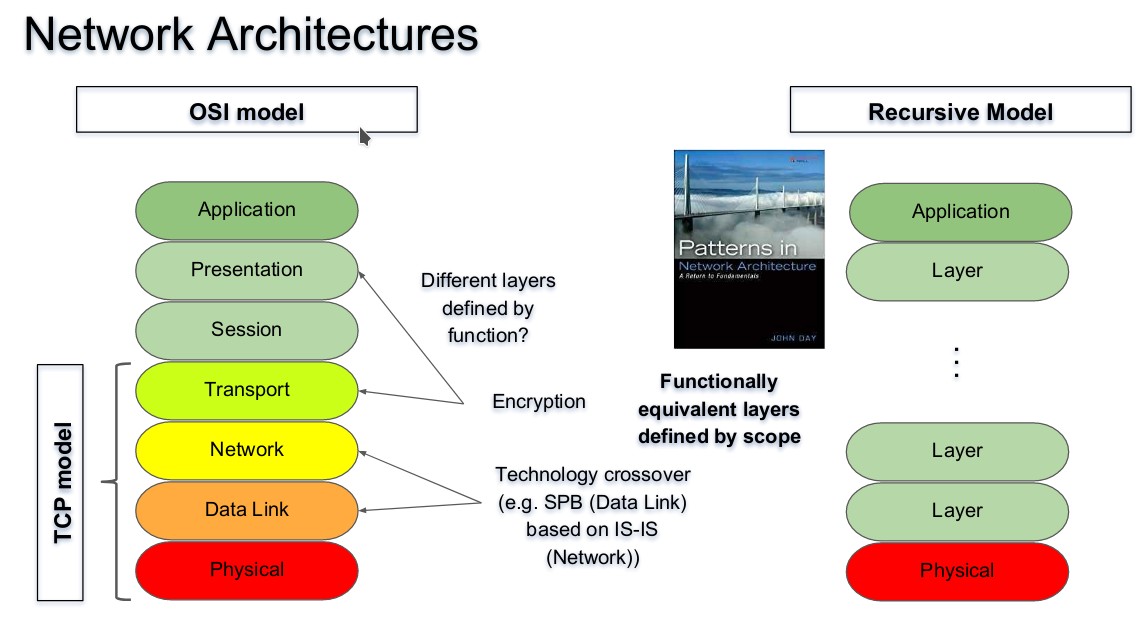 Network Architectures
OSI model
Recursive Model
Application
Presentation
Session
Transport
Network
Data Link
Physical
TCP model
Different layers
defined by
function?
Encryption
Technology crossover
(e.g. SPB (Data Link)
based on IS-IS
(Network))
Patterns in
Network Architecture
A Return to Fundamentals
JOHN DAY
Functionally
equivalent layers
defined by scope
Application
Layer
⋮
Layer
Layer
Physical